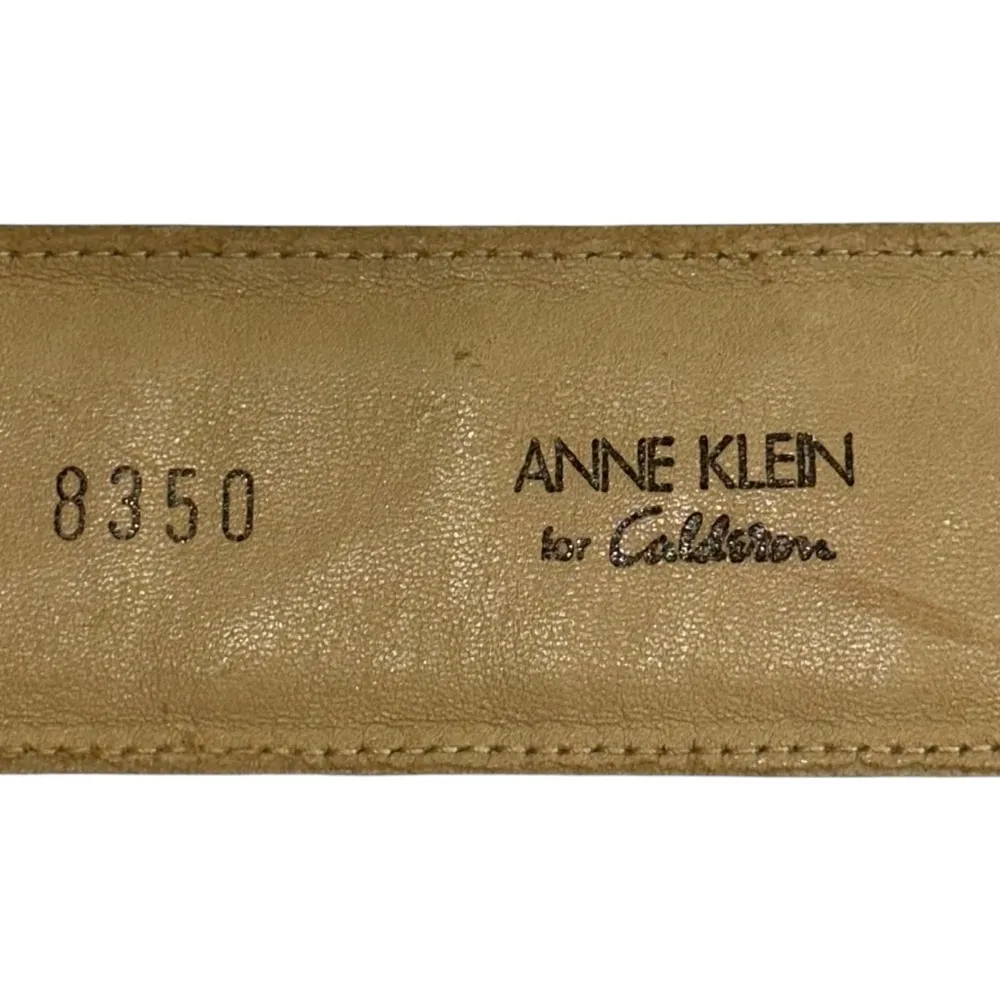 8350
ANNE KLEIN
for Calderon